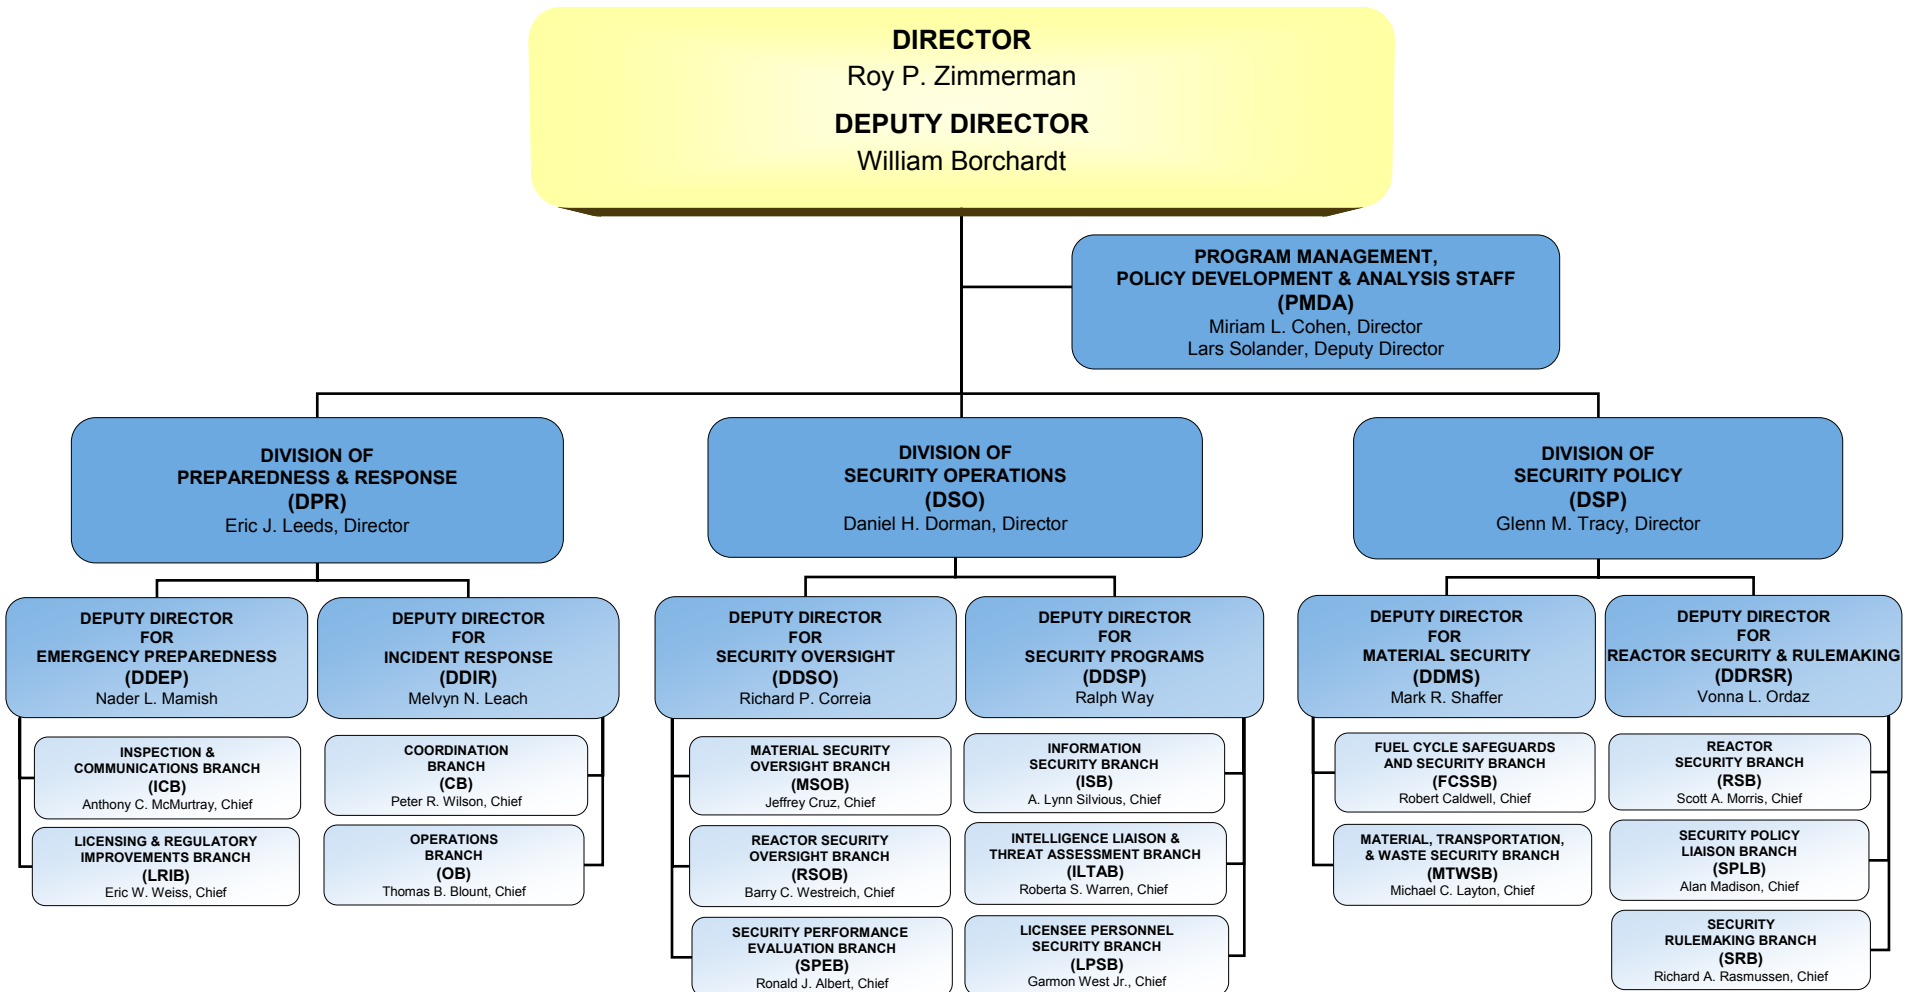 DIRECTOR
Roy P. Zimmerman
DEPUTY DIRECTOR
William Borchardt
PROGRAM MANAGEMENT,
POLICY DEVELOPMENT & ANALYSIS STAFF
(PMDA)
Miriam L. Cohen, Director
Lars Solander, Deputy Director
DIVISION OF
PREPAREDNESS & RESPONSE
(DPR)
Eric J. Leeds, Director
DIVISION OF
SECURITY OPERATIONS
(DSO)
Daniel H. Dorman, Director
DIVISION OF
SECURITY POLICY
(DSP)
Glenn M. Tracy, Director
DEPUTY DIRECTOR
FOR
EMERGENCY PREPAREDNESS
(DDEP)
Nader L. Mamish
DEPUTY DIRECTOR
FOR
INCIDENT RESPONSE
(DDIR)
Melvyn N. Leach
DEPUTY DIRECTOR
FOR
SECURITY OVERSIGHT
(DDSO)
Richard P. Correia
DEPUTY DIRECTOR
FOR
SECURITY PROGRAMS
(DDSP)
Ralph Way
DEPUTY DIRECTOR
FOR
MATERIAL SECURITY
(DDMS)
Mark R. Shaffer
DEPUTY DIRECTOR
FOR
REACTOR SECURITY & RULEMAKING
(DDRSR)
Vonna L. Ordaz
INSPECTION &
COMMUNICATIONS BRANCH
(ICB)
Anthony C. McMurtray, Chief
LICENSING & REGULATORY
IMPROVEMENTS BRANCH
(LRIB)
Eric W. Weiss, Chief
COORDINATION
BRANCH
(CB)
Peter R. Wilson, Chief
OPERATIONS
BRANCH
(OB)
Thomas B. Blount, Chief
MATERIAL SECURITY
OVERSIGHT BRANCH
(MSOB)
Jeffrey Cruz, Chief
REACTOR SECURITY
OVERSIGHT BRANCH
(RSOB)
Barry C. Westreich, Chief
SECURITY PERFORMANCE
EVALUATION BRANCH
(SPEB)
Ronald J. Albert, Chief
INFORMATION
SECURITY BRANCH
(ISB)
A. Lynn Silvious, Chief
INTELLIGENCE LIAISON &
THREAT ASSESSMENT BRANCH
(ILTAB)
Roberta S. Warren, Chief
LICENSEE PERSONNEL
SECURITY BRANCH
(LPSB)
Garmon West Jr., Chief
FUEL CYCLE SAFEGUARDS
AND SECURITY BRANCH
(FCSSB)
Robert Caldwell, Chief
MATERIAL, TRANSPORTATION,
& WASTE SECURITY BRANCH
(MTWSB)
Michael C. Layton, Chief
REACTOR
SECURITY BRANCH
(RSB)
Scott A. Morris, Chief
SECURITY POLICY
LIAISON BRANCH
(SPLB)
Alan Madison, Chief
SECURITY
RULEMAKING BRANCH
(SRB)
Richard A. Rasmussen, Chief